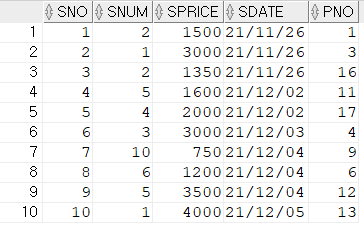 SNO SNUM SPRICE SDATE PNO
1 1 2 1500 21/11/26 1
2 2 1 3000 21/11/26 3
3 3 2 1350 21/11/26 16
4 4 5 1600 21/12/02 11
5 5 4 2000 21/12/02 17
6 6 3 3000 21/12/03 4
7 7 10 750 21/12/04 9
8 8 6 1200 21/12/04 6
9 9 5 3500 21/12/04 12
10 10 1 4000 21/12/05 13